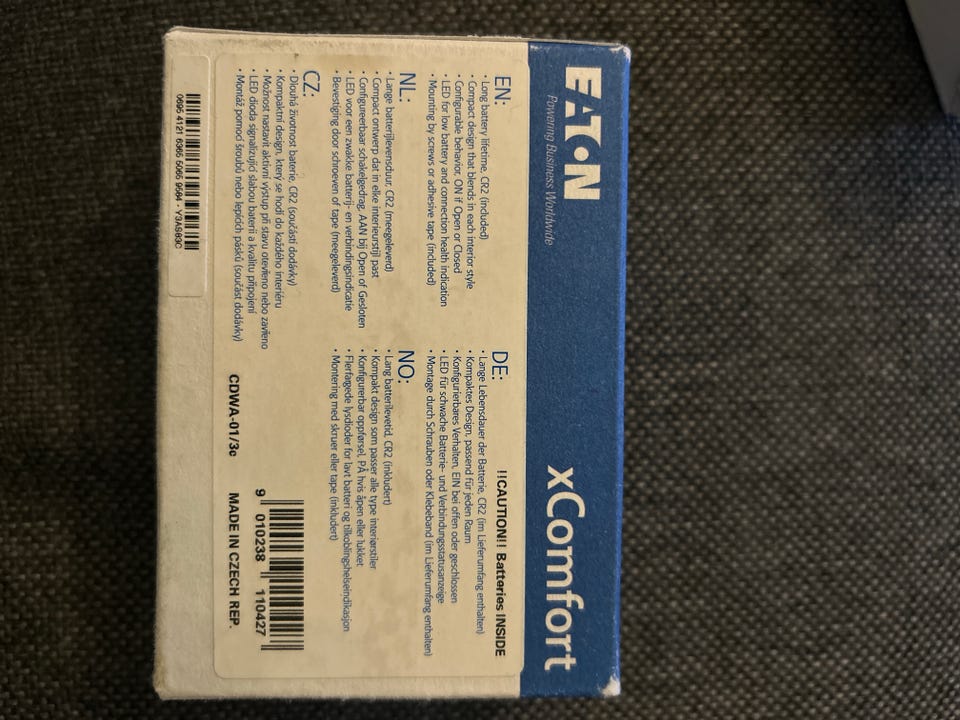 EATON
Powering Business Worldwide
xComfort
!!CAUTION!! Batteries INSIDE
EN:
• Long battery lifetime, CR2 (included)
• Compact design that blends in each interior style
• Configurable behavior, ON if Open or Closed
• LED for low battery and connection health indication
• Mounting by screws or adhesive tape (included)
DE:
• Lange Lebensdauer der Batterie, CR2 (im Lieferumfang enthalten)
• Kompaktes Design, passend für jeden Raum
• Konfigurierbares Verhalten, EIN bei offen oder geschlossen
• LED für schwache Batterie- und Verbindungsstatusanzeige
• Montage durch Schrauben oder Klebeband (im Lieferumfang enthalten)
NL:
• Lange batterijlevensduur, CR2 (meegeleverd)
• Compact ontwerp dat in elke interieurstijl past
• Configureerbaar schakelgedrag, AAN bij Open of Gesloten
• LED voor een zwakke batterij- en verbindingsindicatie
• Bevestiging door schroeven of tape (meegeleverd)
NO:
• Lang batterilevetid, CR2 (inkludert)
• Kompakt design som passer alle type interiørstiler
• Konfigurerbar oppførsel, PÅ hvis åpen eller lukket
• Flerfargede lysdioder for lavt batteri og tilkoblingshelseindikasjon
• Montering med skruer eller tape (inkludert)
CZ:
• Dlouhá životnost baterie, CR2 (součástí dodávky)
• Kompaktní design, který se hodí do každého interiéru
• Možnost nastavit aktivní výstup při stavu otevřeno nebo zavřeno
• LED dioda signalizující slabou baterii a kvalitu připojení
• Montáž pomocí šroubů nebo lepících pásků (součást dodávky)
CDWA-01/3c
MADE IN CZECH REP.
9 010238 110427